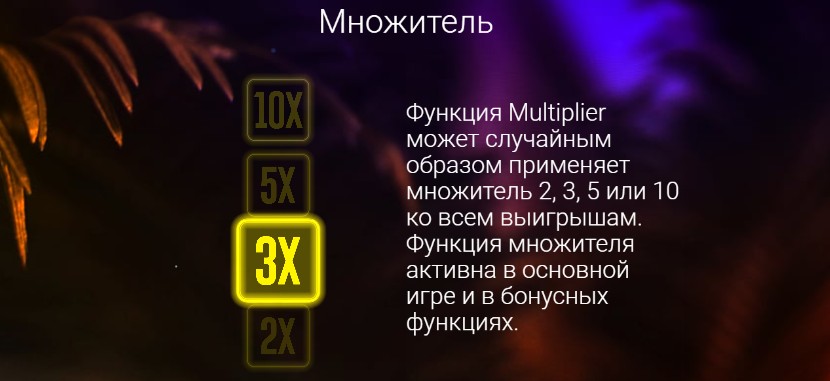 Множитель
10X
5X
3X
2X
Функция Multiplier
может случайным
образом применяет
множитель 2, 3, 5 или 10
ко всем выигрышам.
Функция множителя
активна в основной
игре и в бонусных
функциях.